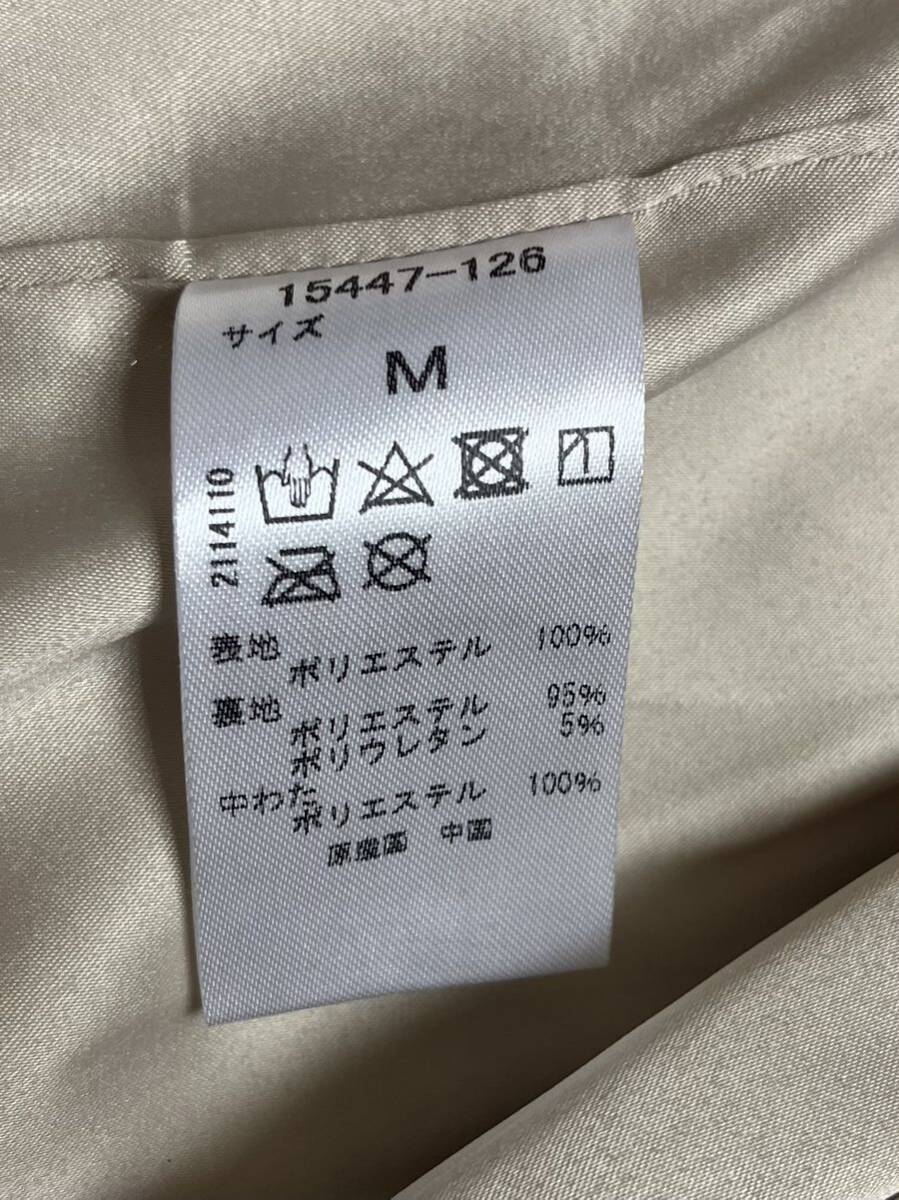 15447-126
サイズ
M
2114110
表地
ポリエステル 100%
裏地
ポリエステル 95%
ポリウレタン 5%
中わた
ポリエステル 100%
原産国 中国